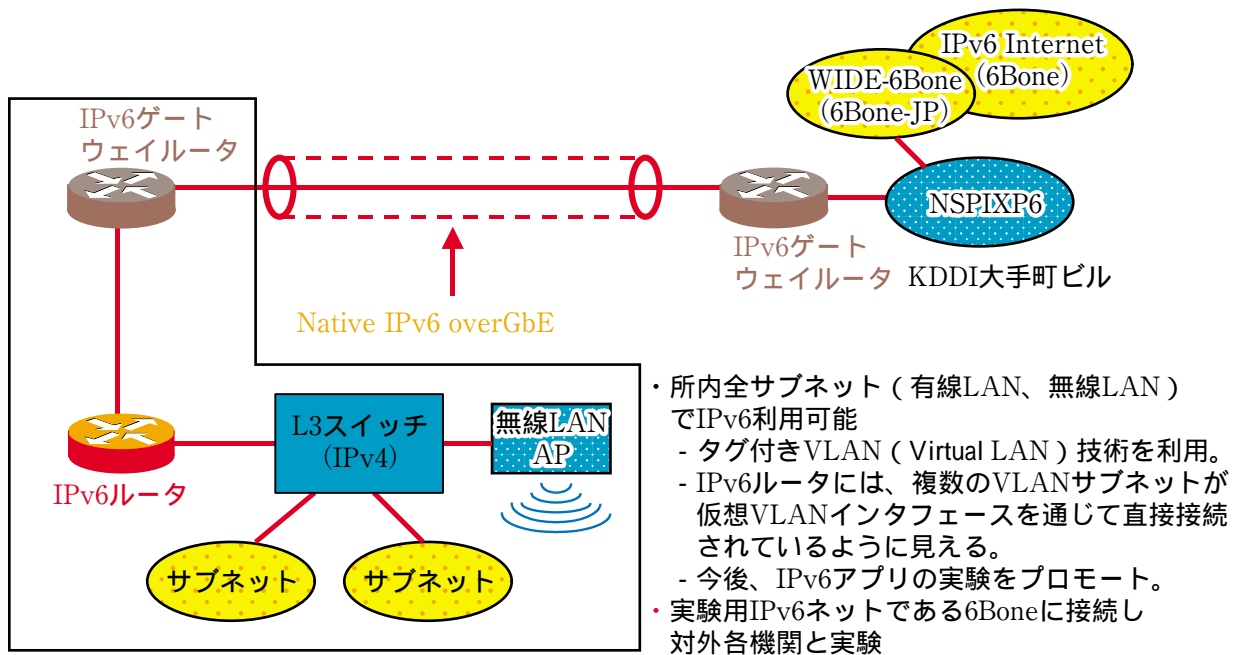 IPv6 Internet
(6Bone)
WIDE-6Bone
(6Bone-JP)
IPv6ゲート
ウェイルータ
NSPIXP6
IPv6ゲート
ウェイルータ
KDDI大手町ビル
Native IPv6 overGbE
L3スイッチ
(IPv4)
無線LAN
AP
IPv6ルータ
サブネット
サブネット
・所内全サブネット（有線LAN、無線LAN）
でIPv6利用可能
- タグ付きVLAN（Virtual LAN）技術を利用。
- IPv6ルータには、複数のVLANサブネットが
仮想VLANインタフェースを通じて直接接続
されているように見える。
- 今後、IPv6アプリの実験をプロモート。
・実験用IPv6ネットである6Boneに接続し
対外各機関と実験